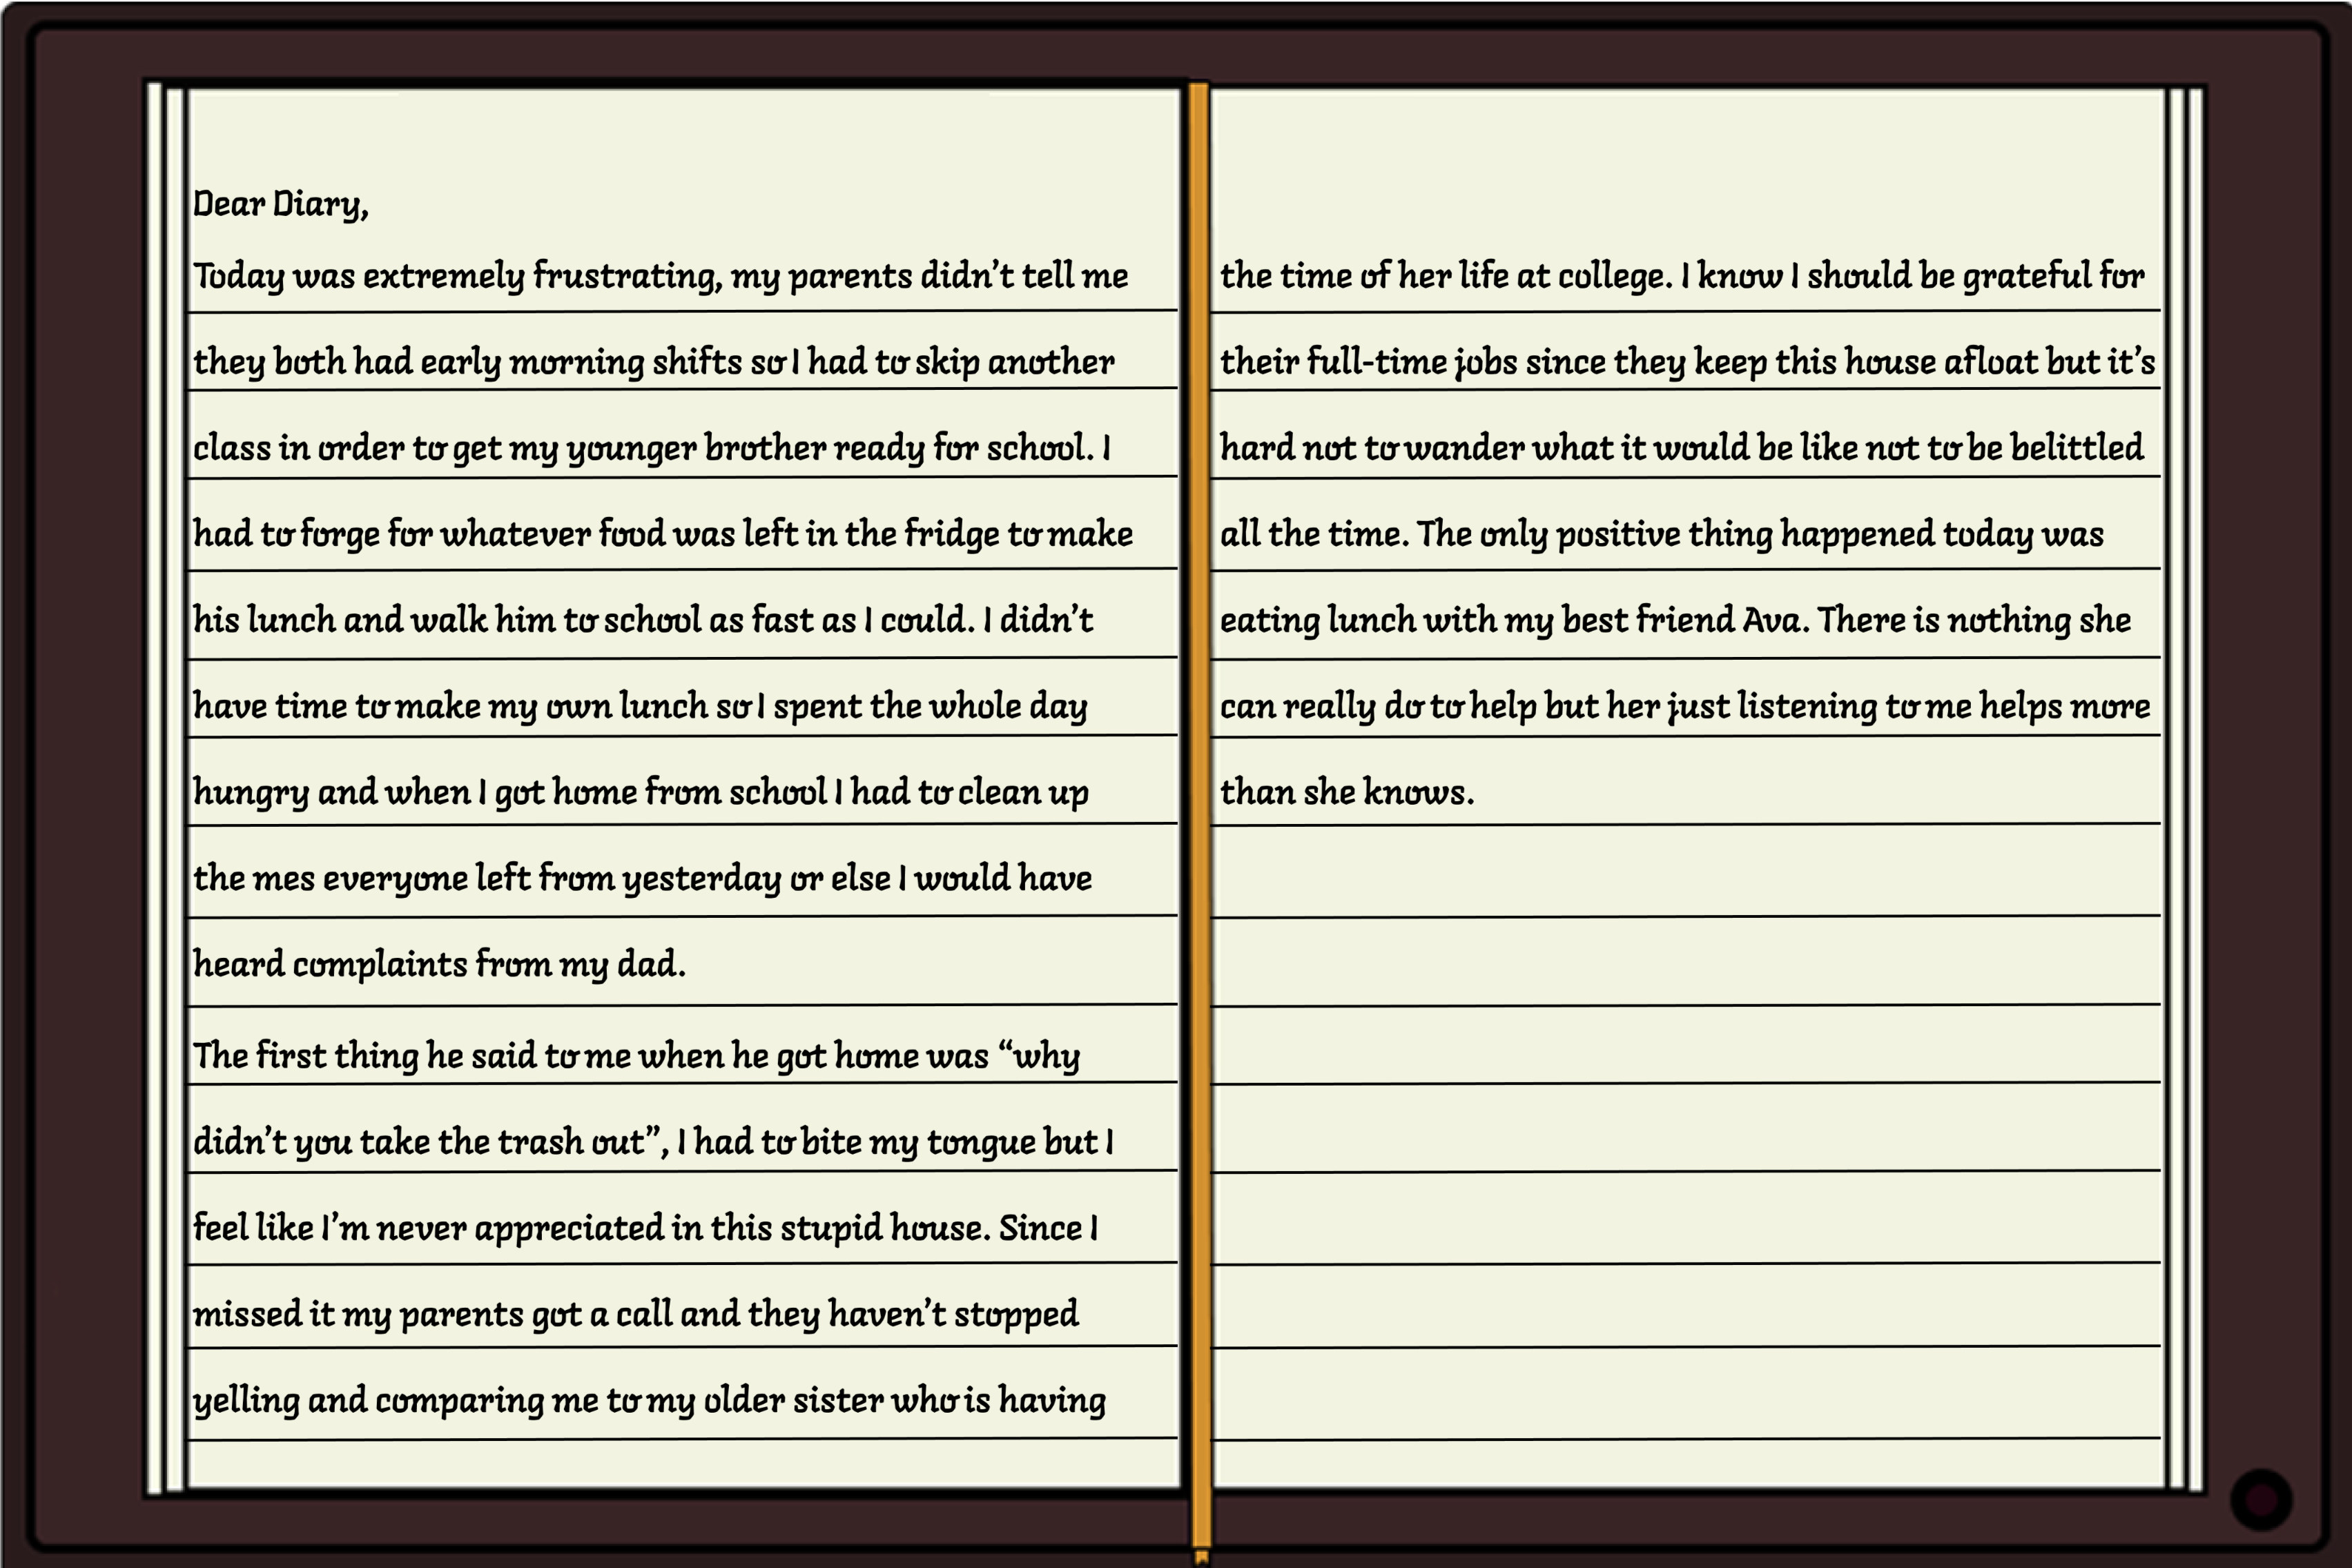 Dear Diary,
Today was extremely frustrating, my parents didn’t tell me
they both had early morning shifts so I had to skip another
class in order to get my younger brother ready for school. I
had to forge for whatever food was left in the fridge to make
his lunch and walk him to school as fast as I could. I didn’t
have time to make my own lunch so I spent the whole day
hungry and when I got home from school I had to clean up
the mes everyone left from yesterday or else I would have
heard complaints from my dad.
The first thing he said to me when he got home was “why
didn’t you take the trash out”, I had to bite my tongue but I
feel like I’m never appreciated in this stupid house. Since I
missed it my parents got a call and they haven’t stopped
yelling and comparing me to my older sister who is having
the time of her life at college. I know I should be grateful for
their full-time jobs since they keep this house afloat but it’s
hard not to wander what it would be like not to be belittled
all the time. The only positive thing happened today was
eating lunch with my best friend Ava. There is nothing she
can really do to help but her just listening to me helps more
than she knows.